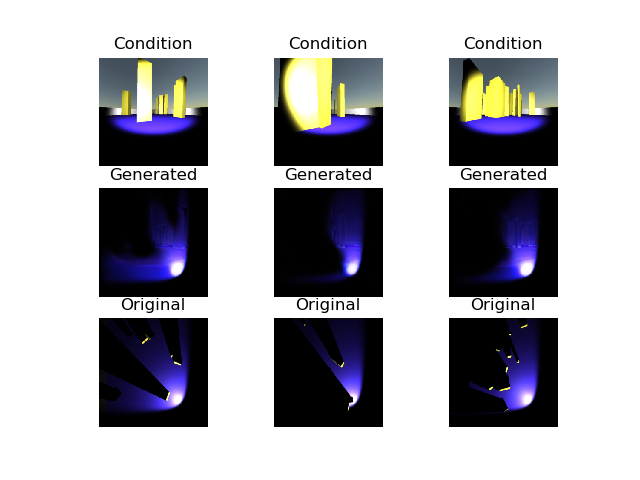 Condition Condition Condition
Generated Generated Generated
Original Original Original